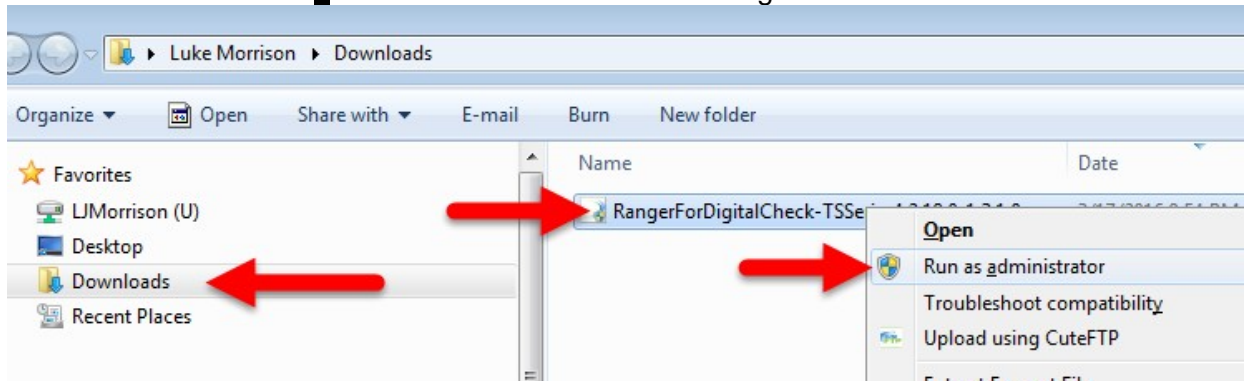 Luke Morrison ▸ Downloads
Organize ▾ Open Share with ▾ E-mail Burn New folder
Name Date
Favorites
LJMorrison (U)
Desktop
Downloads
Recent Places
RangerForDigitalCheck-TSSerie
Open
Run as administrator
Troubleshoot compatibility
Upload using CuteFTP